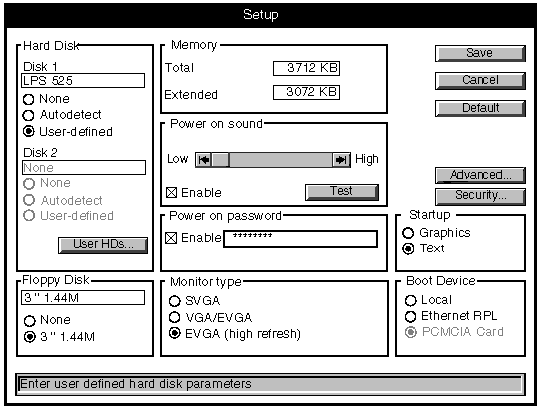 Setup
Hard Disk
Disk 1
LPS 525
None
Autodetect
User-defined
Disk 2
None
None
Autodetect
User-defined
User HDs...
Memory
Total 3712 KB
Extended 3072 KB
Power on sound
Low High
Enable Test
Power on password
Enable ********
Save
Cancel
Default
Advanced...
Security...
Startup
Graphics
Text
Floppy Disk
3 " 1.44M
None
3 " 1.44M
Monitor type
SVGA
VGA/EVGA
EVGA (high refresh)
Boot Device
Local
Ethernet RPL
PCMCIA Card
Enter user defined hard disk parameters